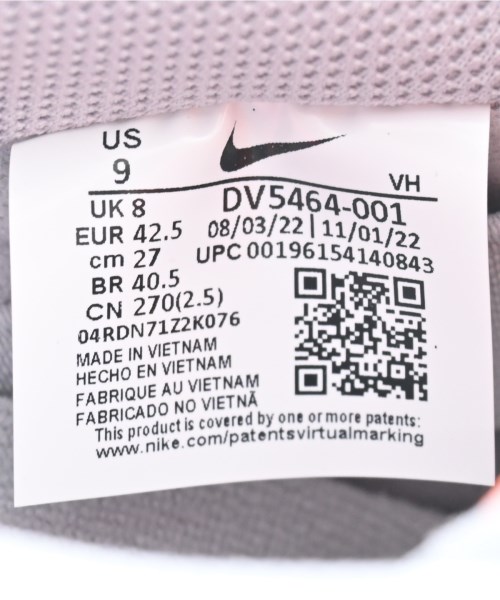 US
9
VH
UK 8
DV5464-001
EUR 42.5
08/03/22 | 11/01/22
cm 27
UPC 00196154140843
BR 40.5
CN 270(2.5)
04RDN71Z2K076
MADE IN VIETNAM
HECHO EN VIETNAM
FABRIQUE AU VIETNAM
FABRICADO NO VIETNÃ
This product is covered by one or more patents:
www.nike.com/patentsvirtualmarking